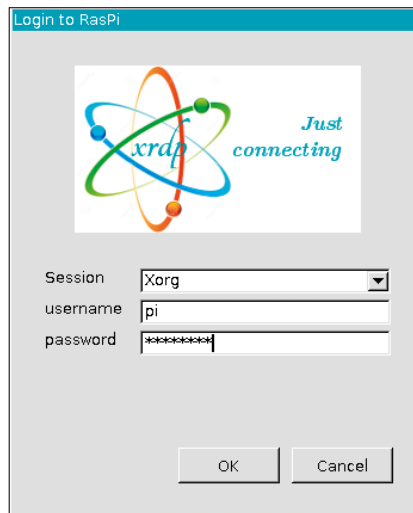 Login to RasPi
xrdp
Just
connecting
Session
Xorg
username
pi
password
********
OK
Cancel